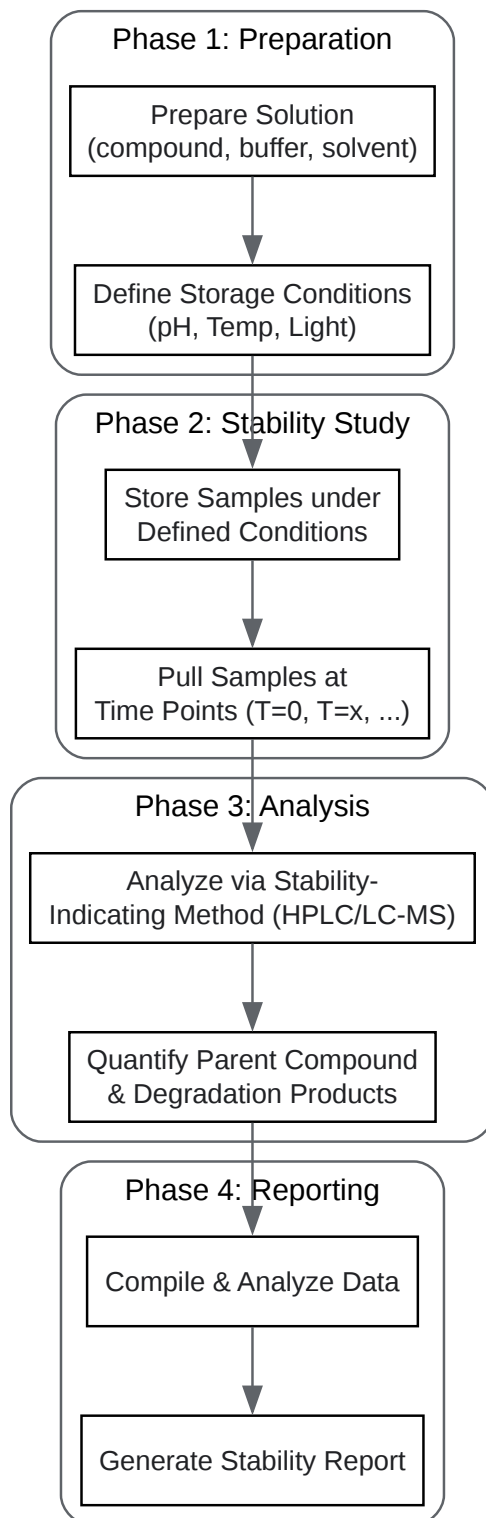 Phase 1: Preparation
Prepare Solution
(compound, buffer, solvent)
Define Storage Conditions
(pH, Temp, Light)
Phase 2: Stability Study
Store Samples under
Defined Conditions
Pull Samples at
Time Points (T=0, T=x, ...)
Phase 3: Analysis
Analyze via Stability-
Indicating Method (HPLC/LC-MS)
Quantify Parent Compound
& Degradation Products
Phase 4: Reporting
Compile & Analyze Data
Generate Stability Report